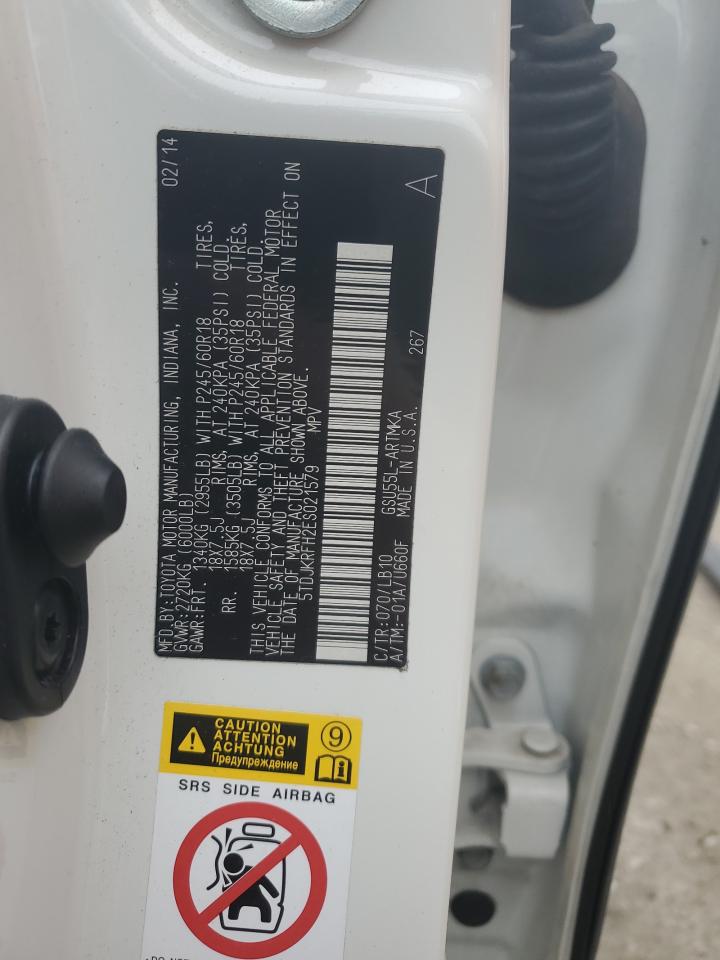 MFD.BY:TOYOTA MOTOR MANUFACTURING, INDIANA, INC. 02/14
GVWR:2720KG (6000LB)
GAWR:FRT. 1340KG (2955LB) WITH P245/60R18 TIRES,
18X7.5J RIMS, AT 240KPA (35PSI) COLD.
RR. 1585KG (3505LB) WITH P245/60R18 TIRES,
18X7.5J RIMS, AT 240KPA (35PSI) COLD.
THIS VEHICLE CONFORMS TO ALL APPLICABLE FEDERAL MOTOR
VEHICLE SAFETY AND THEFT PREVENTION STANDARDS IN EFFECT ON
THE DATE OF MANUFACTURE SHOWN ABOVE.
5TDJKRFH2ES021579 MPV
C/TR:070/LB10 GSU55L-ARTMKA 267
A/TM:-01A/U660F MADE IN U.S.A. A
CAUTION
ATTENTION
ACHTUNG
Предупреждение
9
i
SRS SIDE AIRBAG